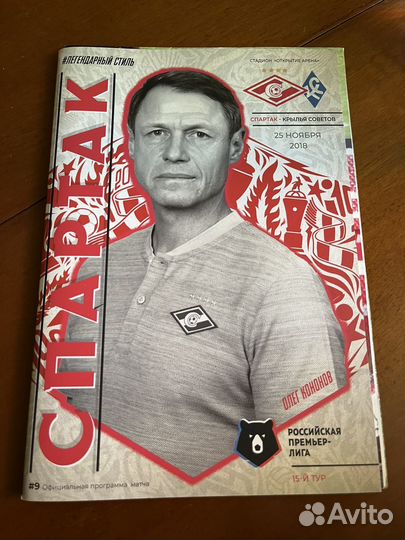 #ЛЕГЕНДАРНЫЙ СТИЛЬ
СТАДИОН «ОТКРЫТИЕ АРЕНА»
СПАРТАК - КРЫЛЬЯ СОВЕТОВ
25 НОЯБРЯ
2018
СПАРТАК
ОЛЕГ КОНОНОВ
РОССИЙСКАЯ
ПРЕМЬЕР-
ЛИГА
15-Й ТУР
#9 Официальная программа матча
Avito